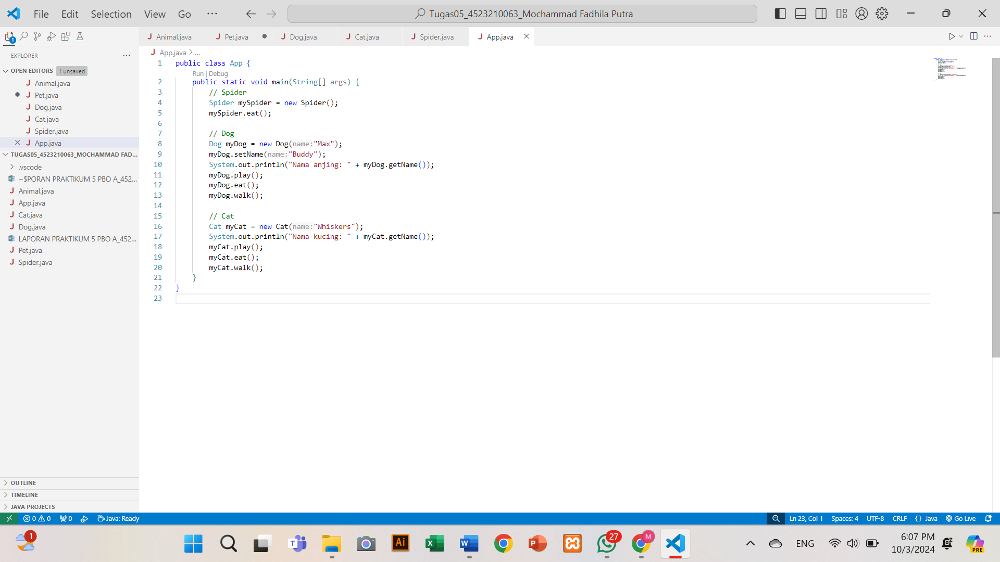 File Edit Selection View Go ··· Tugas05_4523210063_Mochammad Fadhila Putra
1
Animal.java Pet.java Dog.java Cat.java Spider.java App.java
EXPLORER
OPEN EDITORS 1 unsaved
Animal.java
Pet.java
Dog.java
Cat.java
Spider.java
App.java
TUGAS05_4523210063_MOCHAMMAD FAD...
.vscode
~$PORAN PRAKTIKUM 5 PBO A_452...
Animal.java
App.java
Cat.java
Dog.java
LAPORAN PRAKTIKUM 5 PBO A_452...
Pet.java
Spider.java
OUTLINE
TIMELINE
JAVA PROJECTS
App.java > ...
1 public class App {
Run | Debug
2 public static void main(String[] args) {
3 // Spider
4 Spider mySpider = new Spider();
5 mySpider.eat();
6
7 // Dog
8 Dog myDog = new Dog(name:"Max");
9 myDog.setName(name:"Buddy");
10 System.out.println("Nama anjing: " + myDog.getName());
11 myDog.play();
12 myDog.eat();
13 myDog.walk();
14
15 // Cat
16 Cat myCat = new Cat(name:"Whiskers");
17 System.out.println("Nama kucing: " + myCat.getName());
18 myCat.play();
19 myCat.eat();
20 myCat.walk();
21 }
22 }
23
0 0 0 Java: Ready Ln 23, Col 1 Spaces: 4 UTF-8 CRLF {} Java Go Live
1 T Ai X W P 27 M ENG 6:07 PM
10/3/2024
PRE